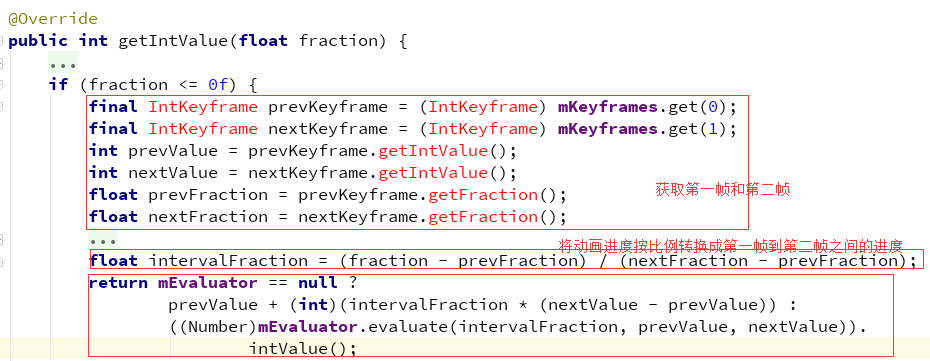 @Override
public int getIntValue(float fraction) {
...
if (fraction <= 0f) {
final IntKeyframe prevKeyframe = (IntKeyframe) mKeyframes.get(0);
final IntKeyframe nextKeyframe = (IntKeyframe) mKeyframes.get(1);
int prevValue = prevKeyframe.getIntValue();
int nextValue = nextKeyframe.getIntValue();
float prevFraction = prevKeyframe.getFraction();
获取第一帧和第二帧
float nextFraction = nextKeyframe.getFraction();
...
将动画进度按比例转换成第一帧到第二帧之间的进度
float intervalFraction = (fraction - prevFraction) / (nextFraction - prevFraction);
return mEvaluator == null ?
prevValue + (int)(intervalFraction * (nextValue - prevValue)) :
((Number)mEvaluator.evaluate(intervalFraction, prevValue, nextValue)).
intValue();